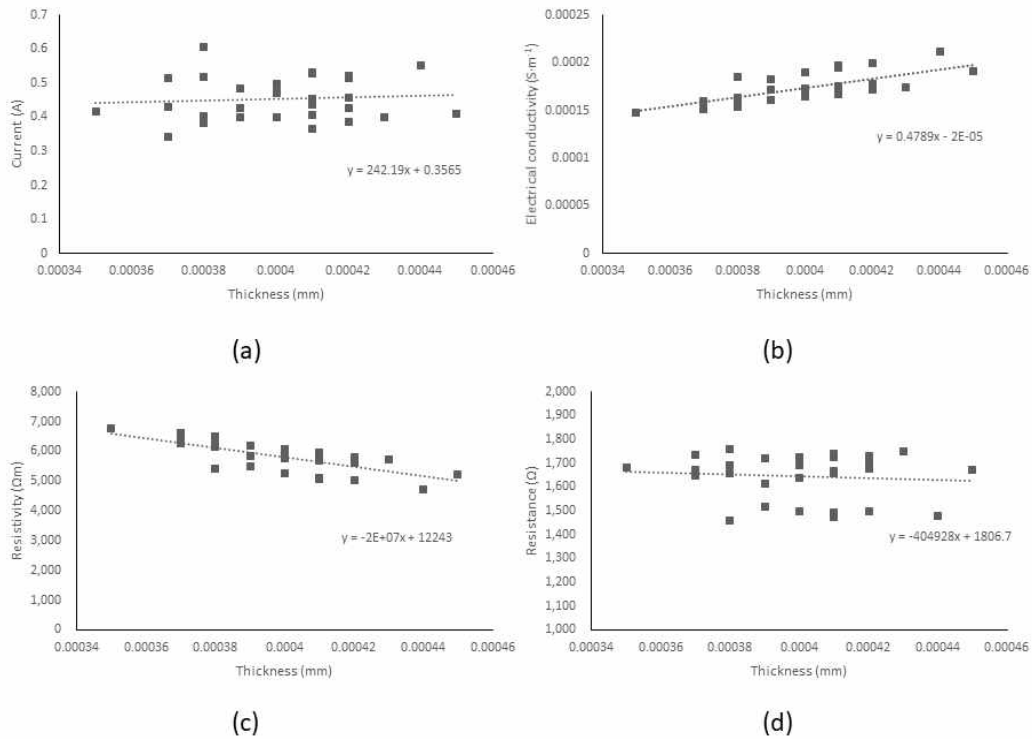 0.7
0.6
0.5
0.4
0.3
0.2
0.1
0
Current (A)
y = 242.19x + 0.3565
0.00034 0.00036 0.00038 0.0004 0.00042 0.00044 0.00046
Thickness (mm)
(a)
0.00025
0.0002
0.00015
0.0001
0.00005
0
Electrical conductivity (S·m⁻¹)
y = 0.4789x - 2E-05
0.00034 0.00036 0.00038 0.0004 0.00042 0.00044 0.00046
Thickness (mm)
(b)
8,000
7,000
6,000
5,000
4,000
3,000
2,000
1,000
0
Resistivity (Ωm)
y = -2E+07x + 12243
0.00034 0.00036 0.00038 0.0004 0.00042 0.00044 0.00046
Thickness (mm)
(c)
2,000
1,900
1,800
1,700
1,600
1,500
1,400
1,300
1,200
1,100
1,000
Resistance (Ω)
y = -404928x + 1806.7
0.00034 0.00036 0.00038 0.0004 0.00042 0.00044 0.00046
Thickness (mm)
(d)